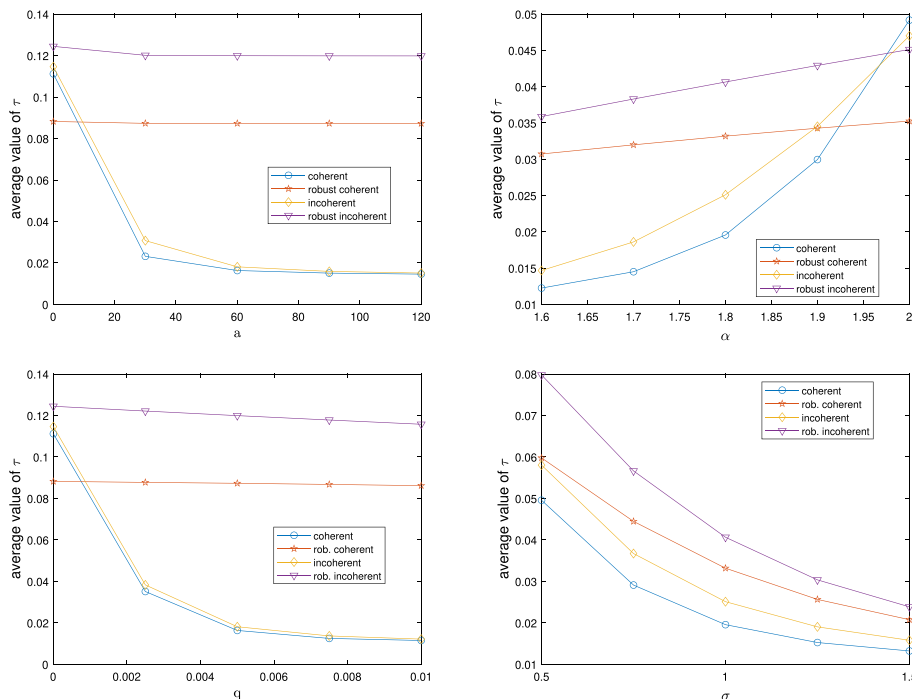 0.14
0.12
0.1
0.08
0.06
0.04
0.02
0
average value of τ
coherent
robust coherent
incoherent
robust incoherent
0 20 40 60 80 100 120
a
0.05
0.045
0.04
0.035
0.03
0.025
0.02
0.015
0.01
average value of τ
coherent
robust coherent
incoherent
robust incoherent
1.6 1.65 1.7 1.75 1.8 1.85 1.9 1.95 2
α
0.14
0.12
0.1
0.08
0.06
0.04
0.02
0
average value of τ
coherent
rob. coherent
incoherent
rob. incoherent
0 0.002 0.004 0.006 0.008 0.01
q
0.08
0.07
0.06
0.05
0.04
0.03
0.02
0.01
average value of τ
coherent
rob. coherent
incoherent
rob. incoherent
0.5 1 1.5
σ